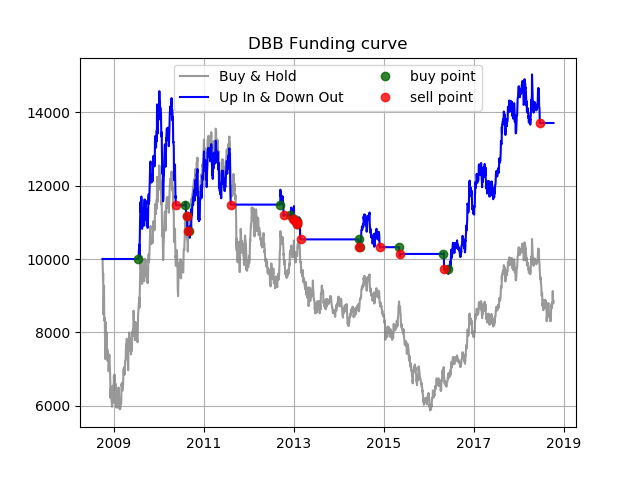 DBB Funding curve
Buy & Hold
Up In & Down Out
buy point
sell point
14000
12000
10000
8000
6000
2009 2011 2013 2015 2017 2019